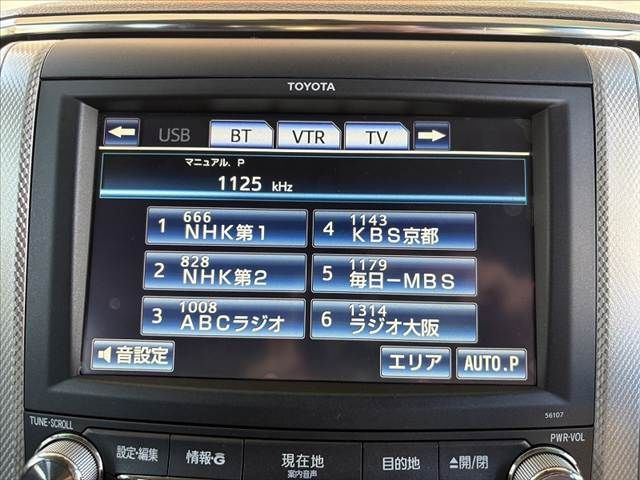 TOYOTA
USB BT VTR TV
マニュアル、P
1125 kHz
1 666 NHK第1
4 1143 KBS京都
2 828 NHK第2
5 1179 毎日ーMBS
3 1008 ABCラジオ
6 1314 ラジオ大阪
音設定 エリア AUTO.P
56107
TUNE·SCROLL PWR·VOL
設定·編集 情報·G 現在地 目的地 ▲開/閉
案内音声